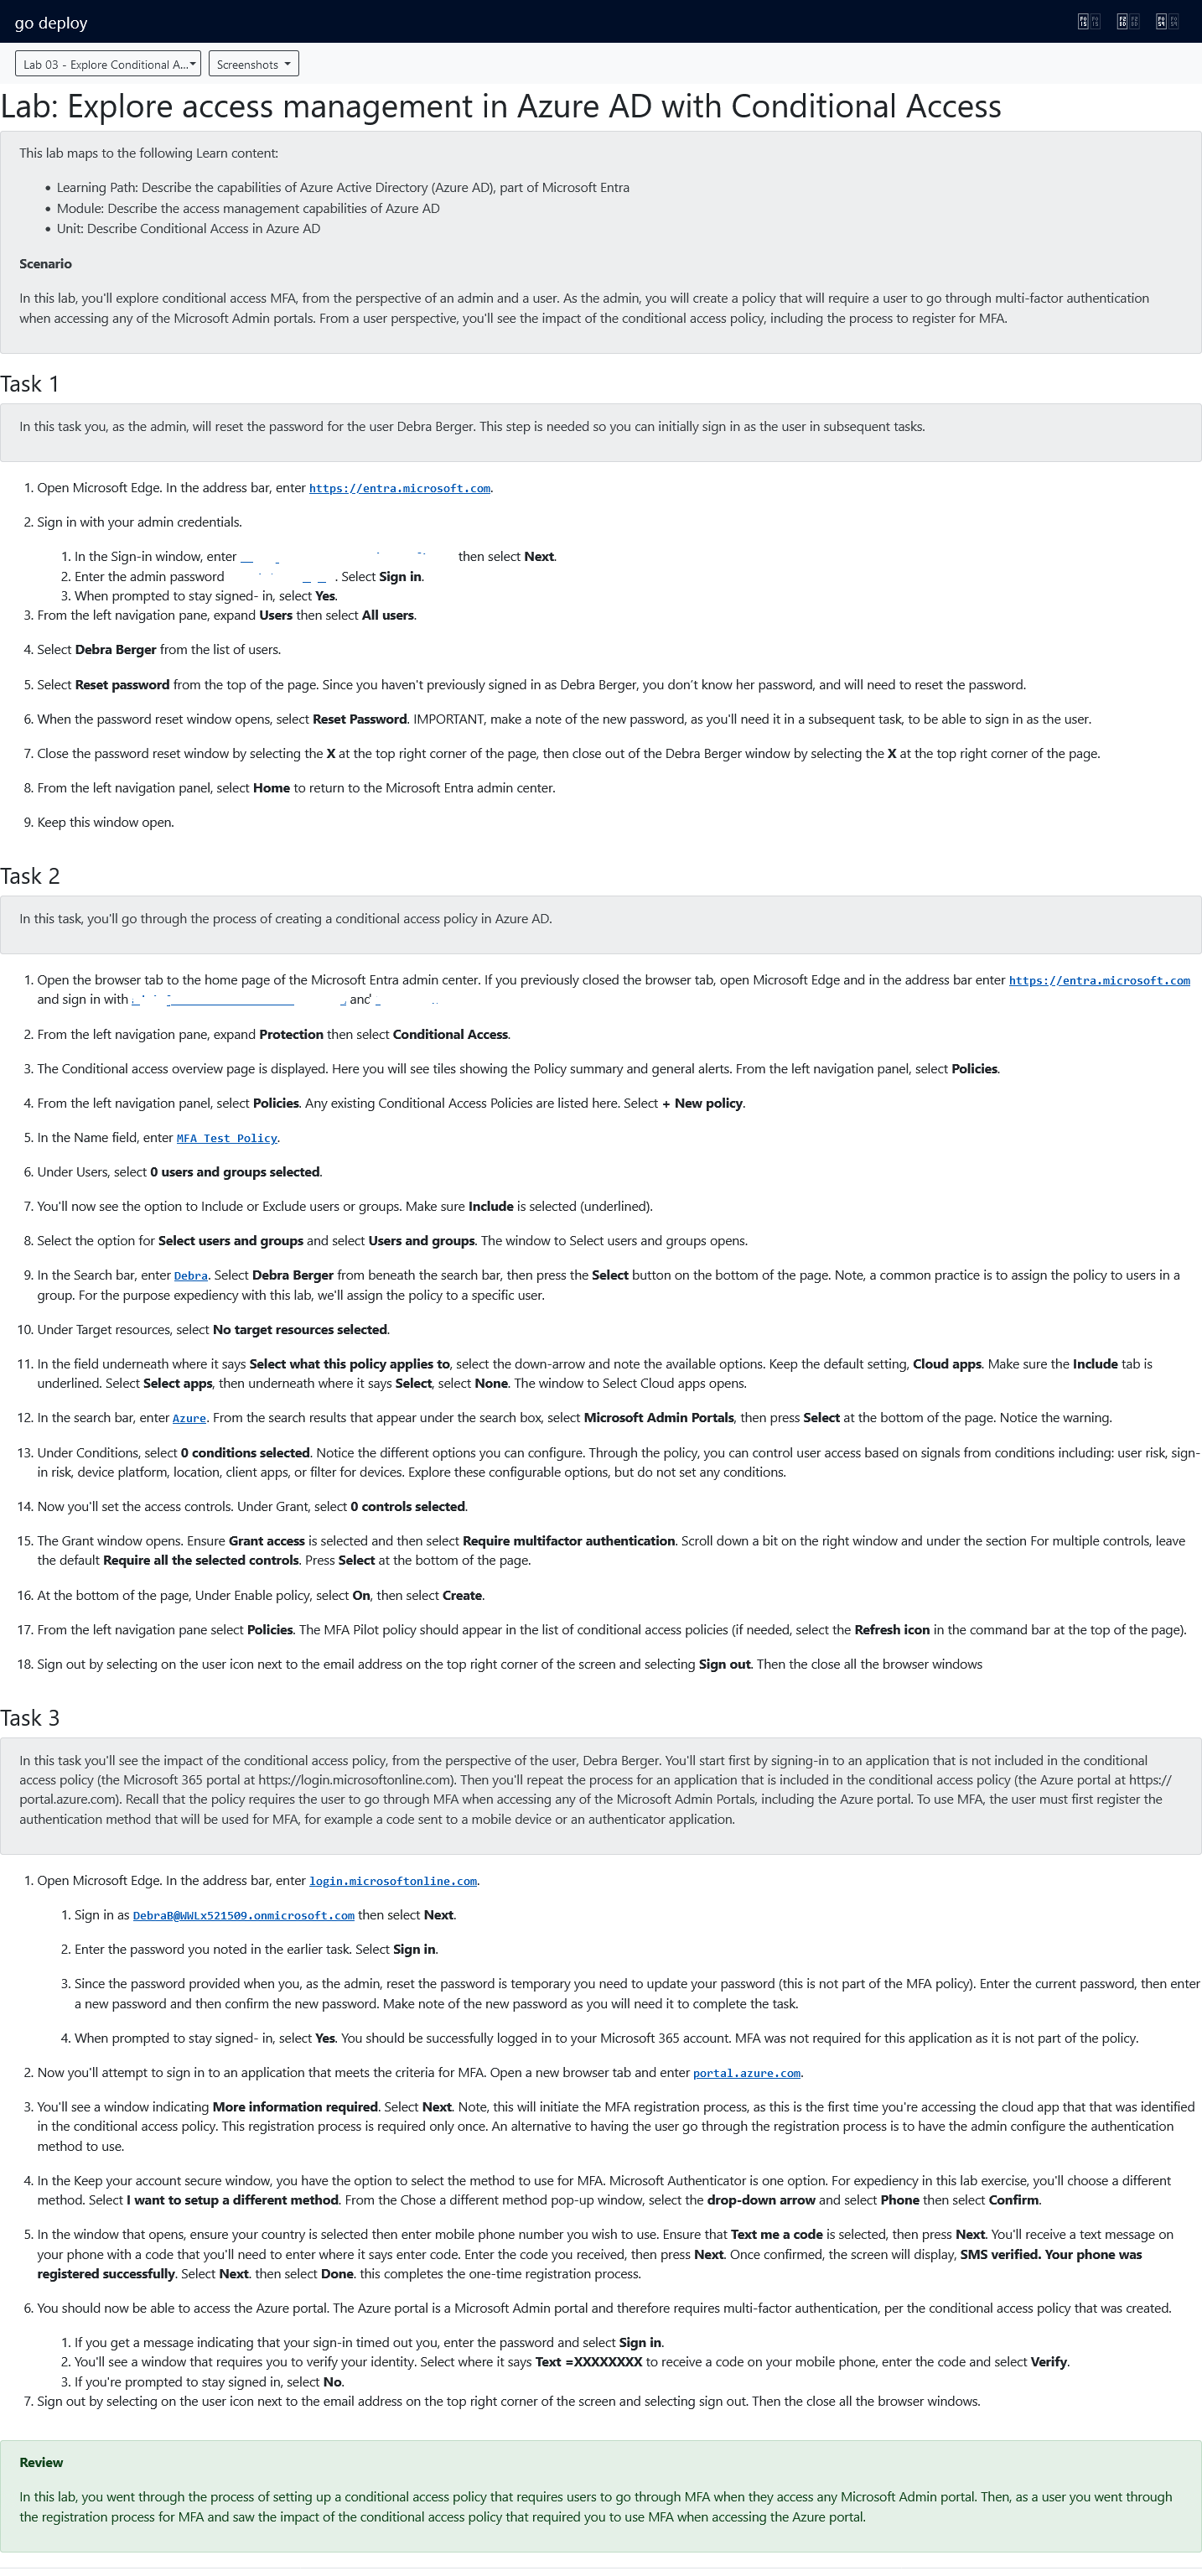 go deploy
Lab 03 - Explore Conditional A...
Screenshots
Lab: Explore access management in Azure AD with Conditional Access
This lab maps to the following Learn content:
• Learning Path: Describe the capabilities of Azure Active Directory (Azure AD), part of Microsoft Entra
• Module: Describe the access management capabilities of Azure AD
• Unit: Describe Conditional Access in Azure AD
Scenario
In this lab, you'll explore conditional access MFA, from the perspective of an admin and a user. As the admin, you will create a policy that will require a user to go through multi-factor authentication
when accessing any of the Microsoft Admin portals. From a user perspective, you'll see the impact of the conditional access policy, including the process to register for MFA.
Task 1
In this task you, as the admin, will reset the password for the user Debra Berger. This step is needed so you can initially sign in as the user in subsequent tasks.
1. Open Microsoft Edge. In the address bar, enter https://entra.microsoft.com.
2. Sign in with your admin credentials.
1. In the Sign-in window, enter then select Next.
2. Enter the admin password . Select Sign in.
3. When prompted to stay signed- in, select Yes.
3. From the left navigation pane, expand Users then select All users.
4. Select Debra Berger from the list of users.
5. Select Reset password from the top of the page. Since you haven't previously signed in as Debra Berger, you don’t know her password, and will need to reset the password.
6. When the password reset window opens, select Reset Password. IMPORTANT, make a note of the new password, as you'll need it in a subsequent task, to be able to sign in as the user.
7. Close the password reset window by selecting the X at the top right corner of the page, then close out of the Debra Berger window by selecting the X at the top right corner of the page.
8. From the left navigation panel, select Home to return to the Microsoft Entra admin center.
9. Keep this window open.
Task 2
In this task, you'll go through the process of creating a conditional access policy in Azure AD.
1. Open the browser tab to the home page of the Microsoft Entra admin center. If you previously closed the browser tab, open Microsoft Edge and in the address bar enter https://entra.microsoft.com
and sign in with and
2. From the left navigation pane, expand Protection then select Conditional Access.
3. The Conditional access overview page is displayed. Here you will see tiles showing the Policy summary and general alerts. From the left navigation panel, select Policies.
4. From the left navigation panel, select Policies. Any existing Conditional Access Policies are listed here. Select + New policy.
5. In the Name field, enter MFA Test Policy.
6. Under Users, select 0 users and groups selected.
7. You'll now see the option to Include or Exclude users or groups. Make sure Include is selected (underlined).
8. Select the option for Select users and groups and select Users and groups. The window to Select users and groups opens.
9. In the Search bar, enter Debra. Select Debra Berger from beneath the search bar, then press the Select button on the bottom of the page. Note, a common practice is to assign the policy to users in a
group. For the purpose expediency with this lab, we'll assign the policy to a specific user.
10. Under Target resources, select No target resources selected.
11. In the field underneath where it says Select what this policy applies to, select the down-arrow and note the available options. Keep the default setting, Cloud apps. Make sure the Include tab is
underlined. Select Select apps, then underneath where it says Select, select None. The window to Select Cloud apps opens.
12. In the search bar, enter Azure. From the search results that appear under the search box, select Microsoft Admin Portals, then press Select at the bottom of the page. Notice the warning.
13. Under Conditions, select 0 conditions selected. Notice the different options you can configure. Through the policy, you can control user access based on signals from conditions including: user risk, sign-
in risk, device platform, location, client apps, or filter for devices. Explore these configurable options, but do not set any conditions.
14. Now you'll set the access controls. Under Grant, select 0 controls selected.
15. The Grant window opens. Ensure Grant access is selected and then select Require multifactor authentication. Scroll down a bit on the right window and under the section For multiple controls, leave
the default Require all the selected controls. Press Select at the bottom of the page.
16. At the bottom of the page, Under Enable policy, select On, then select Create.
17. From the left navigation pane select Policies. The MFA Pilot policy should appear in the list of conditional access policies (if needed, select the Refresh icon in the command bar at the top of the page).
18. Sign out by selecting on the user icon next to the email address on the top right corner of the screen and selecting Sign out. Then the close all the browser windows
Task 3
In this task you'll see the impact of the conditional access policy, from the perspective of the user, Debra Berger. You'll start first by signing-in to an application that is not included in the conditional
access policy (the Microsoft 365 portal at https://login.microsoftonline.com). Then you'll repeat the process for an application that is included in the conditional access policy (the Azure portal at https://
portal.azure.com). Recall that the policy requires the user to go through MFA when accessing any of the Microsoft Admin Portals, including the Azure portal. To use MFA, the user must first register the
authentication method that will be used for MFA, for example a code sent to a mobile device or an authenticator application.
1. Open Microsoft Edge. In the address bar, enter login.microsoftonline.com.
1. Sign in as DebraB@WWLx521509.onmicrosoft.com then select Next.
2. Enter the password you noted in the earlier task. Select Sign in.
3. Since the password provided when you, as the admin, reset the password is temporary you need to update your password (this is not part of the MFA policy). Enter the current password, then enter
a new password and then confirm the new password. Make note of the new password as you will need it to complete the task.
4. When prompted to stay signed- in, select Yes. You should be successfully logged in to your Microsoft 365 account. MFA was not required for this application as it is not part of the policy.
2. Now you'll attempt to sign in to an application that meets the criteria for MFA. Open a new browser tab and enter portal.azure.com.
3. You'll see a window indicating More information required. Select Next. Note, this will initiate the MFA registration process, as this is the first time you're accessing the cloud app that that was identified
in the conditional access policy. This registration process is required only once. An alternative to having the user go through the registration process is to have the admin configure the authentication
method to use.
4. In the Keep your account secure window, you have the option to select the method to use for MFA. Microsoft Authenticator is one option. For expediency in this lab exercise, you'll choose a different
method. Select I want to setup a different method. From the Chose a different method pop-up window, select the drop-down arrow and select Phone then select Confirm.
5. In the window that opens, ensure your country is selected then enter mobile phone number you wish to use. Ensure that Text me a code is selected, then press Next. You'll receive a text message on
your phone with a code that you'll need to enter where it says enter code. Enter the code you received, then press Next. Once confirmed, the screen will display, SMS verified. Your phone was
registered successfully. Select Next. then select Done. this completes the one-time registration process.
6. You should now be able to access the Azure portal. The Azure portal is a Microsoft Admin portal and therefore requires multi-factor authentication, per the conditional access policy that was created.
1. If you get a message indicating that your sign-in timed out you, enter the password and select Sign in.
2. You'll see a window that requires you to verify your identity. Select where it says Text =XXXXXXXX to receive a code on your mobile phone, enter the code and select Verify.
3. If you're prompted to stay signed in, select No.
7. Sign out by selecting on the user icon next to the email address on the top right corner of the screen and selecting sign out. Then the close all the browser windows.
Review
In this lab, you went through the process of setting up a conditional access policy that requires users to go through MFA when they access any Microsoft Admin portal. Then, as a user you went through
the registration process for MFA and saw the impact of the conditional access policy that required you to use MFA when accessing the Azure portal.